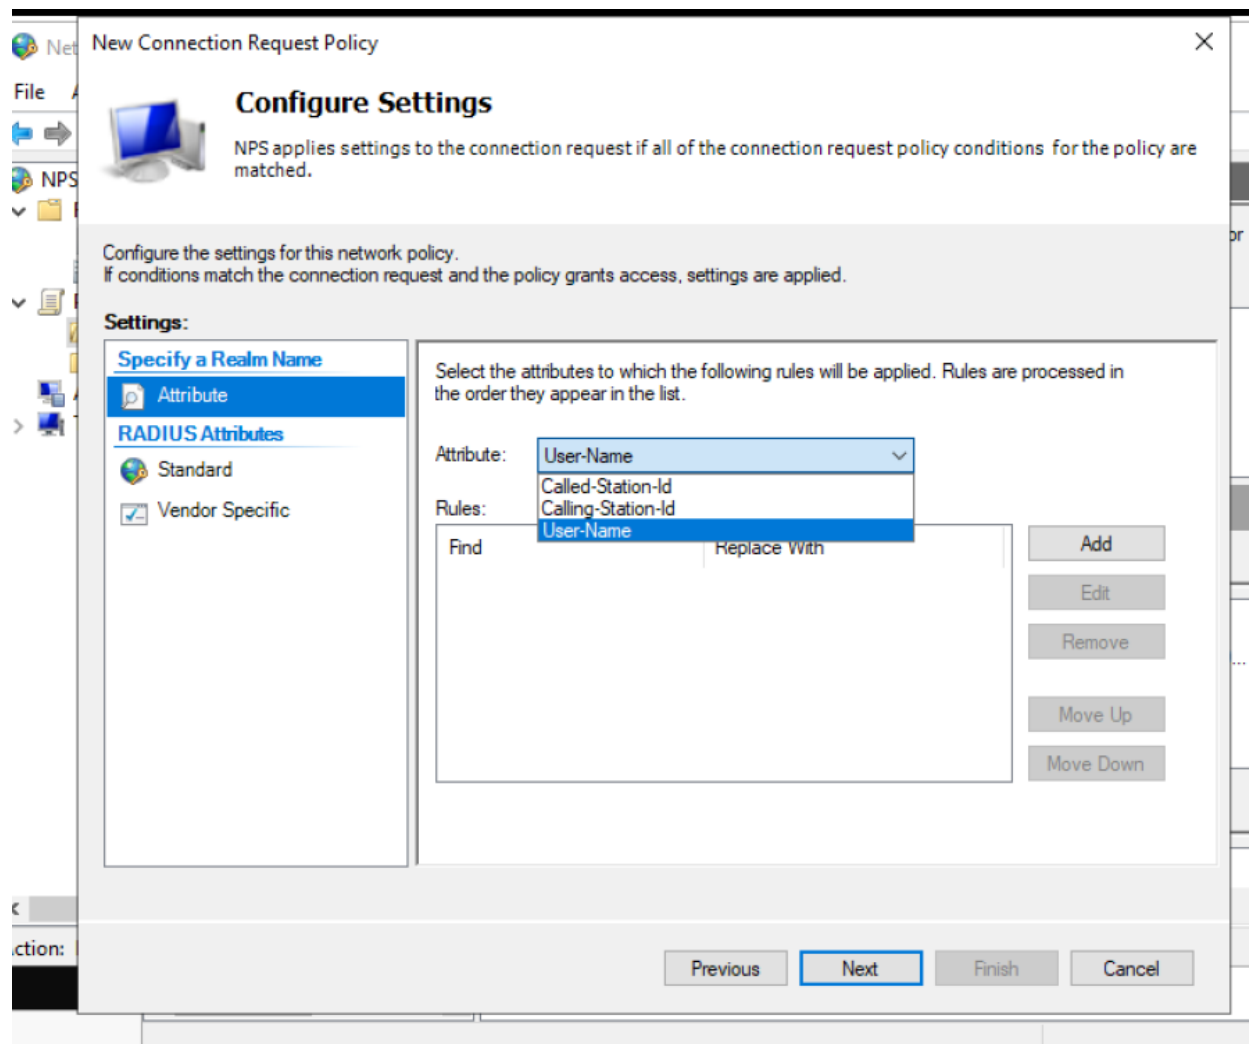 New Connection Request Policy
Net
File
Configure Settings
NPS applies settings to the connection request if all of the connection request policy conditions for the policy are
matched.
NPS
or
Configure the settings for this network policy.
If conditions match the connection request and the policy grants access, settings are applied.
Settings:
Specify a Realm Name
Attribute
RADIUS Attributes
Standard
Vendor Specific
Select the attributes to which the following rules will be applied. Rules are processed in
the order they appear in the list.
Attribute:
User-Name
Called-Station-Id
Calling-Station-Id
User-Name
Rules:
Find
Replace With
Add
Edit
Remove
...
Move Up
Move Down
ction:
Previous
Next
Finish
Cancel